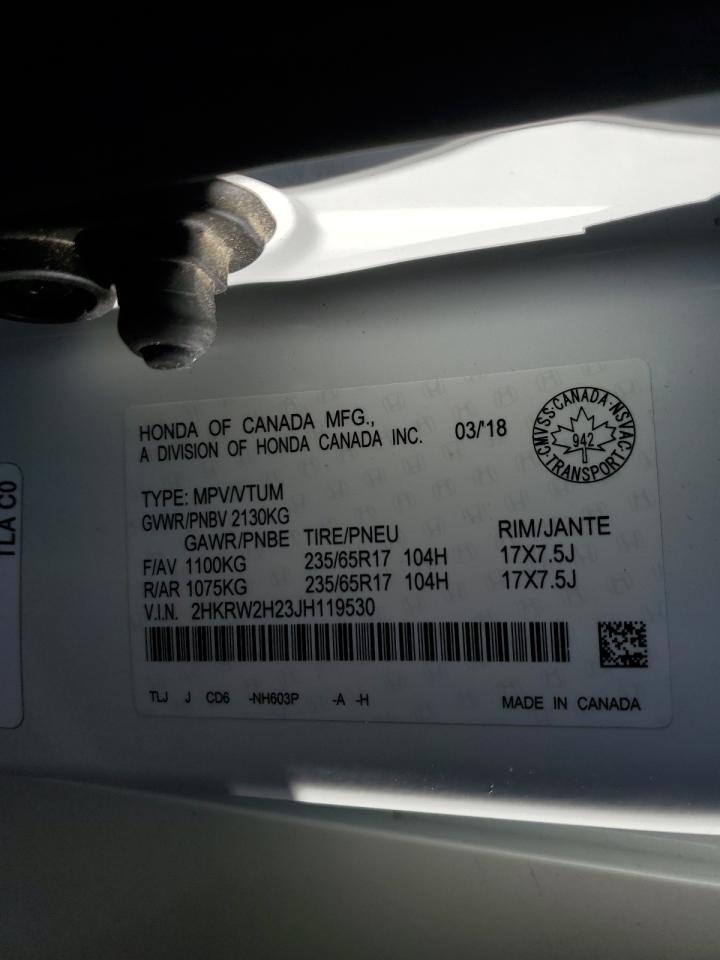 HONDA OF CANADA MFG.,
A DIVISION OF HONDA CANADA INC. 03/'18
CMVSS·CANADA·NSVAC·TRANSPORT
942
TYPE: MPV/VTUM
GVWR/PNBV 2130KG
GAWR/PNBE TIRE/PNEU RIM/JANTE
F/AV 1100KG 235/65R17 104H 17X7.5J
R/AR 1075KG 235/65R17 104H 17X7.5J
V.I.N. 2HKRW2H23JH119530
TLJ J CD6 -NH603P -A -H MADE IN CANADA
TLA C0